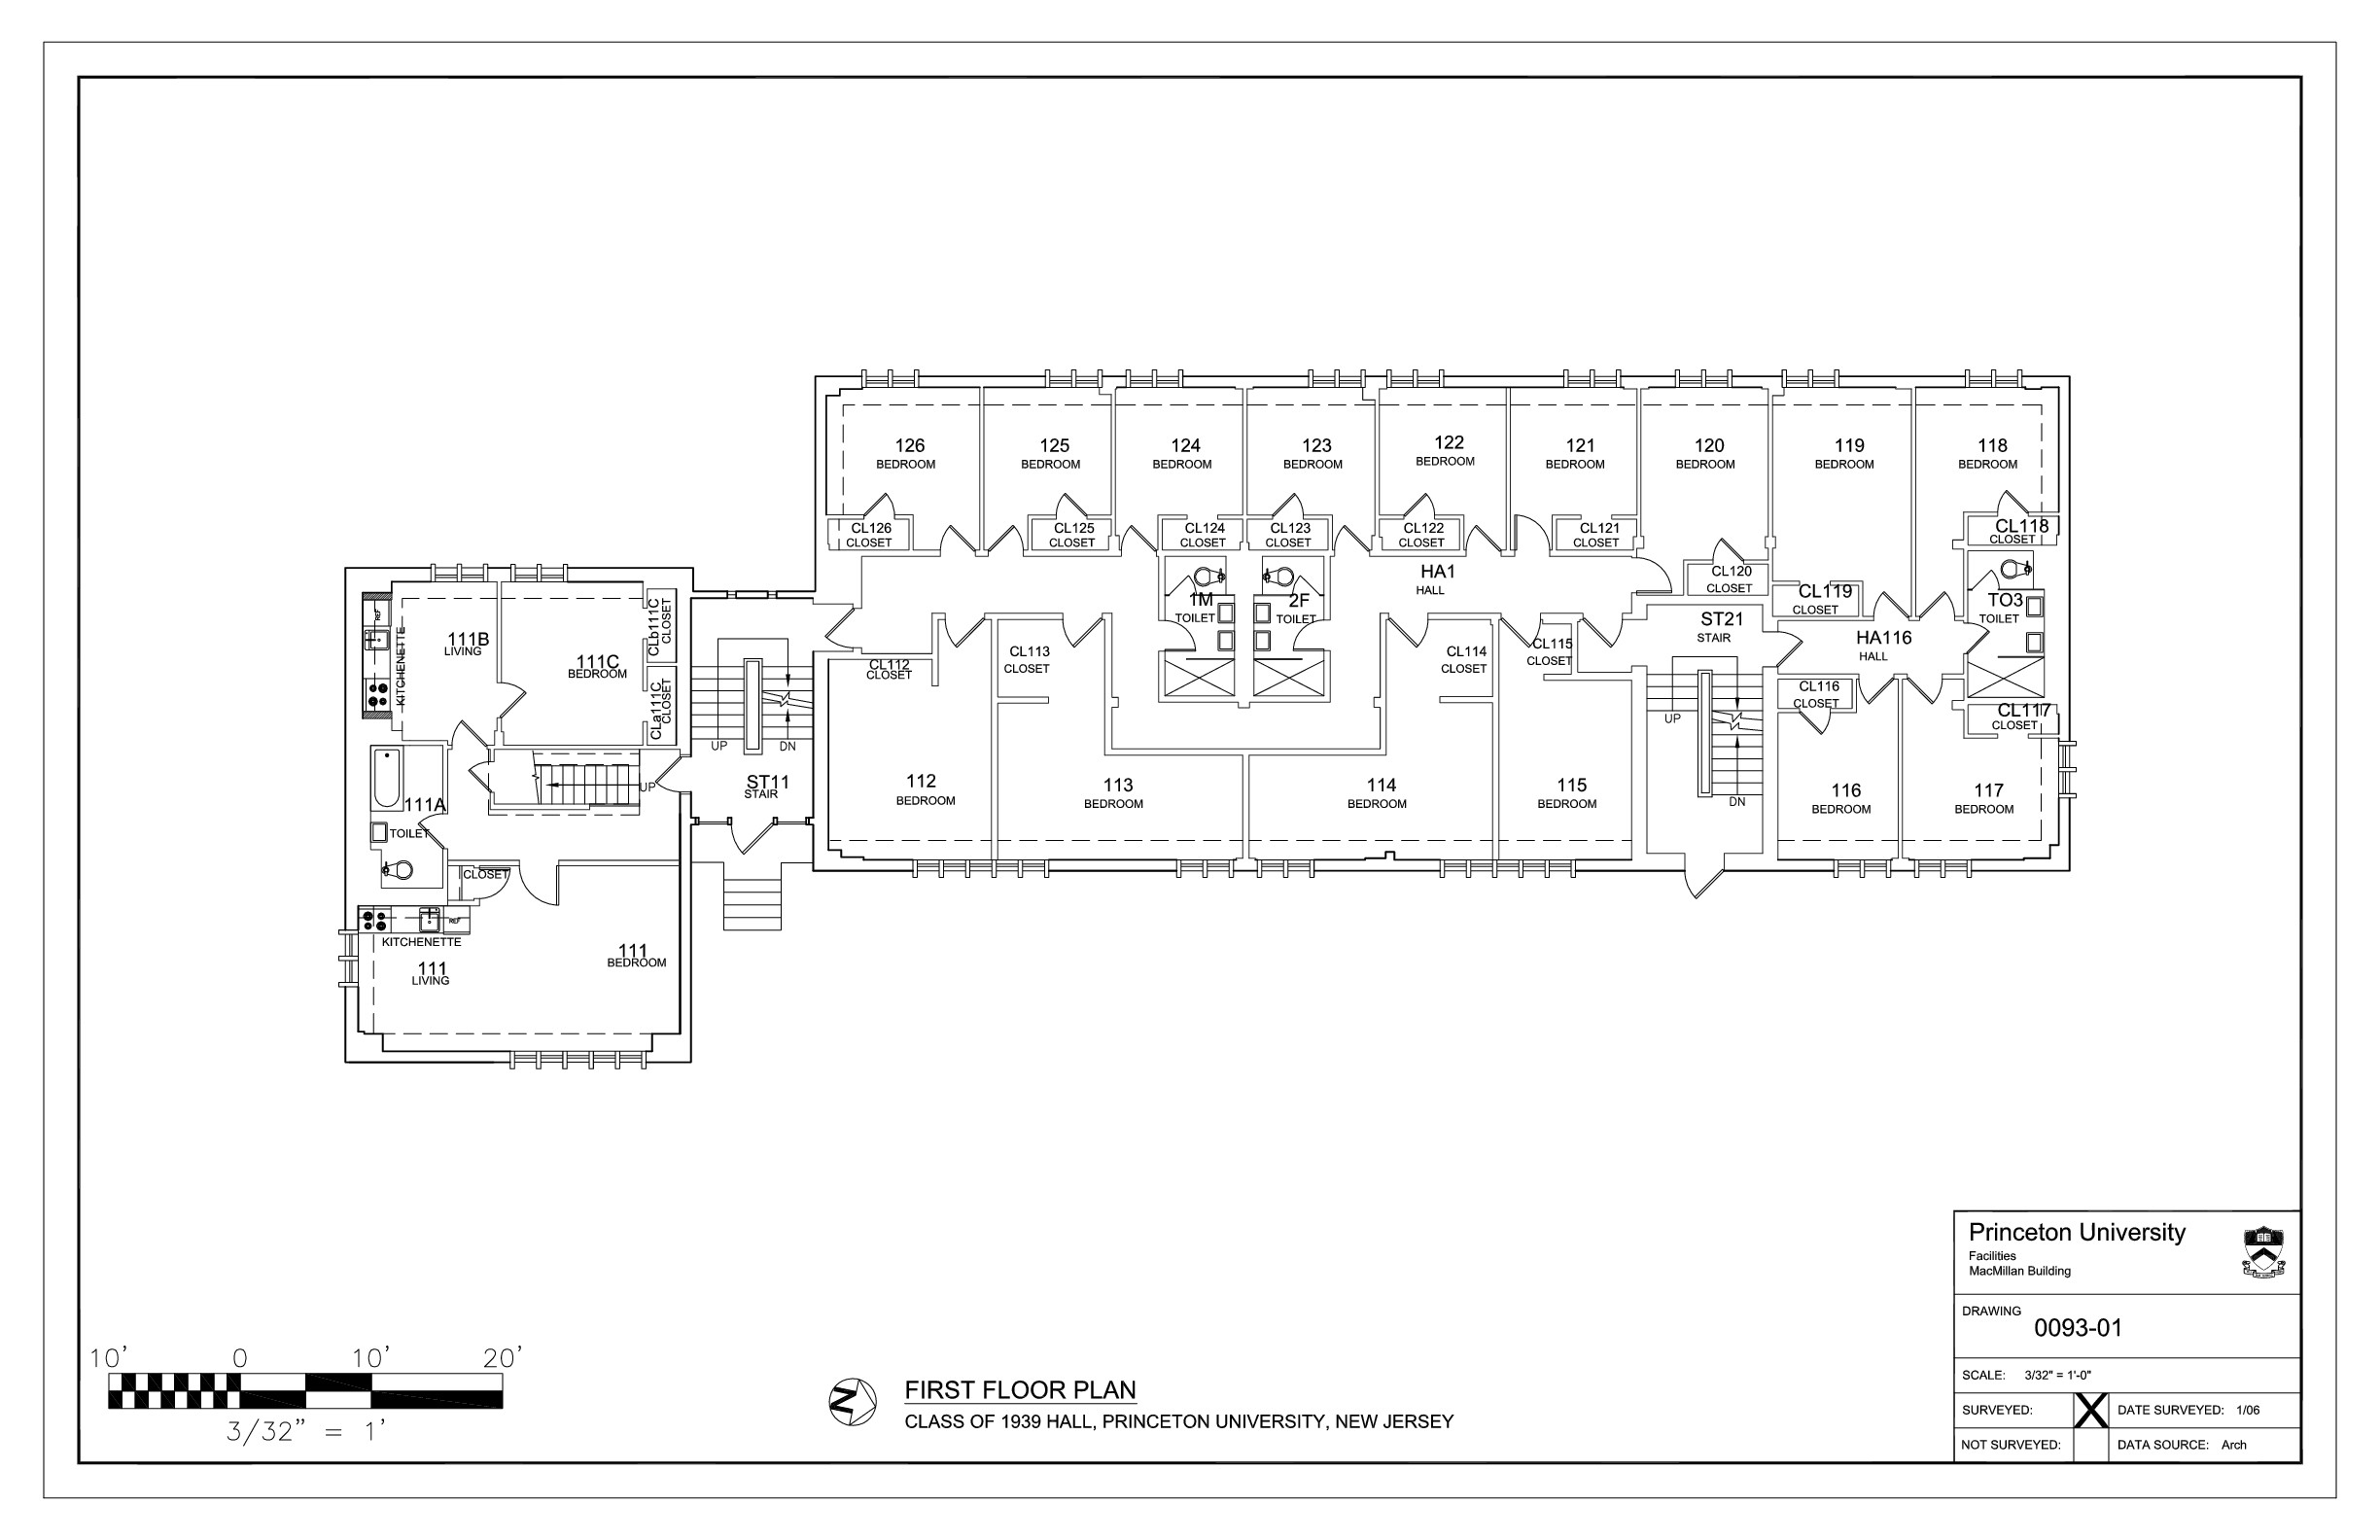 126
BEDROOM
125
BEDROOM
124
BEDROOM
123
BEDROOM
122
BEDROOM
121
BEDROOM
120
BEDROOM
119
BEDROOM
118
BEDROOM
CL126
CLOSET
CL125
CLOSET
CL124
CLOSET
CL123
CLOSET
CL122
CLOSET
CL121
CLOSET
CL120
CLOSET
CL119
CLOSET
CL118
CLOSET
HA1
HALL
1M
TOILET
2F
TOILET
TO3
TOILET
ST21
STAIR
HA116
HALL
REF
KITCHENETTE
111B
LIVING
111C
BEDROOM
CLb111C
CLOSET
CLa111C
CLOSET
CL112
CLOSET
CL113
CLOSET
CL114
CLOSET
CL115
CLOSET
CL116
CLOSET
CL117
CLOSET
UP
DN
UP
DN
UP
ST11
STAIR
112
BEDROOM
113
BEDROOM
114
BEDROOM
115
BEDROOM
116
BEDROOM
117
BEDROOM
111A
TOILET
CLOSET
REF
KITCHENETTE
111
LIVING
111
BEDROOM
Princeton University
Facilities
MacMillan Building
DRAWING
0093-01
SCALE: 3/32" = 1'-0"
SURVEYED: X DATE SURVEYED: 1/06
NOT SURVEYED: DATA SOURCE: Arch
10' 0 10' 20'
3/32" = 1'
N
FIRST FLOOR PLAN
CLASS OF 1939 HALL, PRINCETON UNIVERSITY, NEW JERSEY